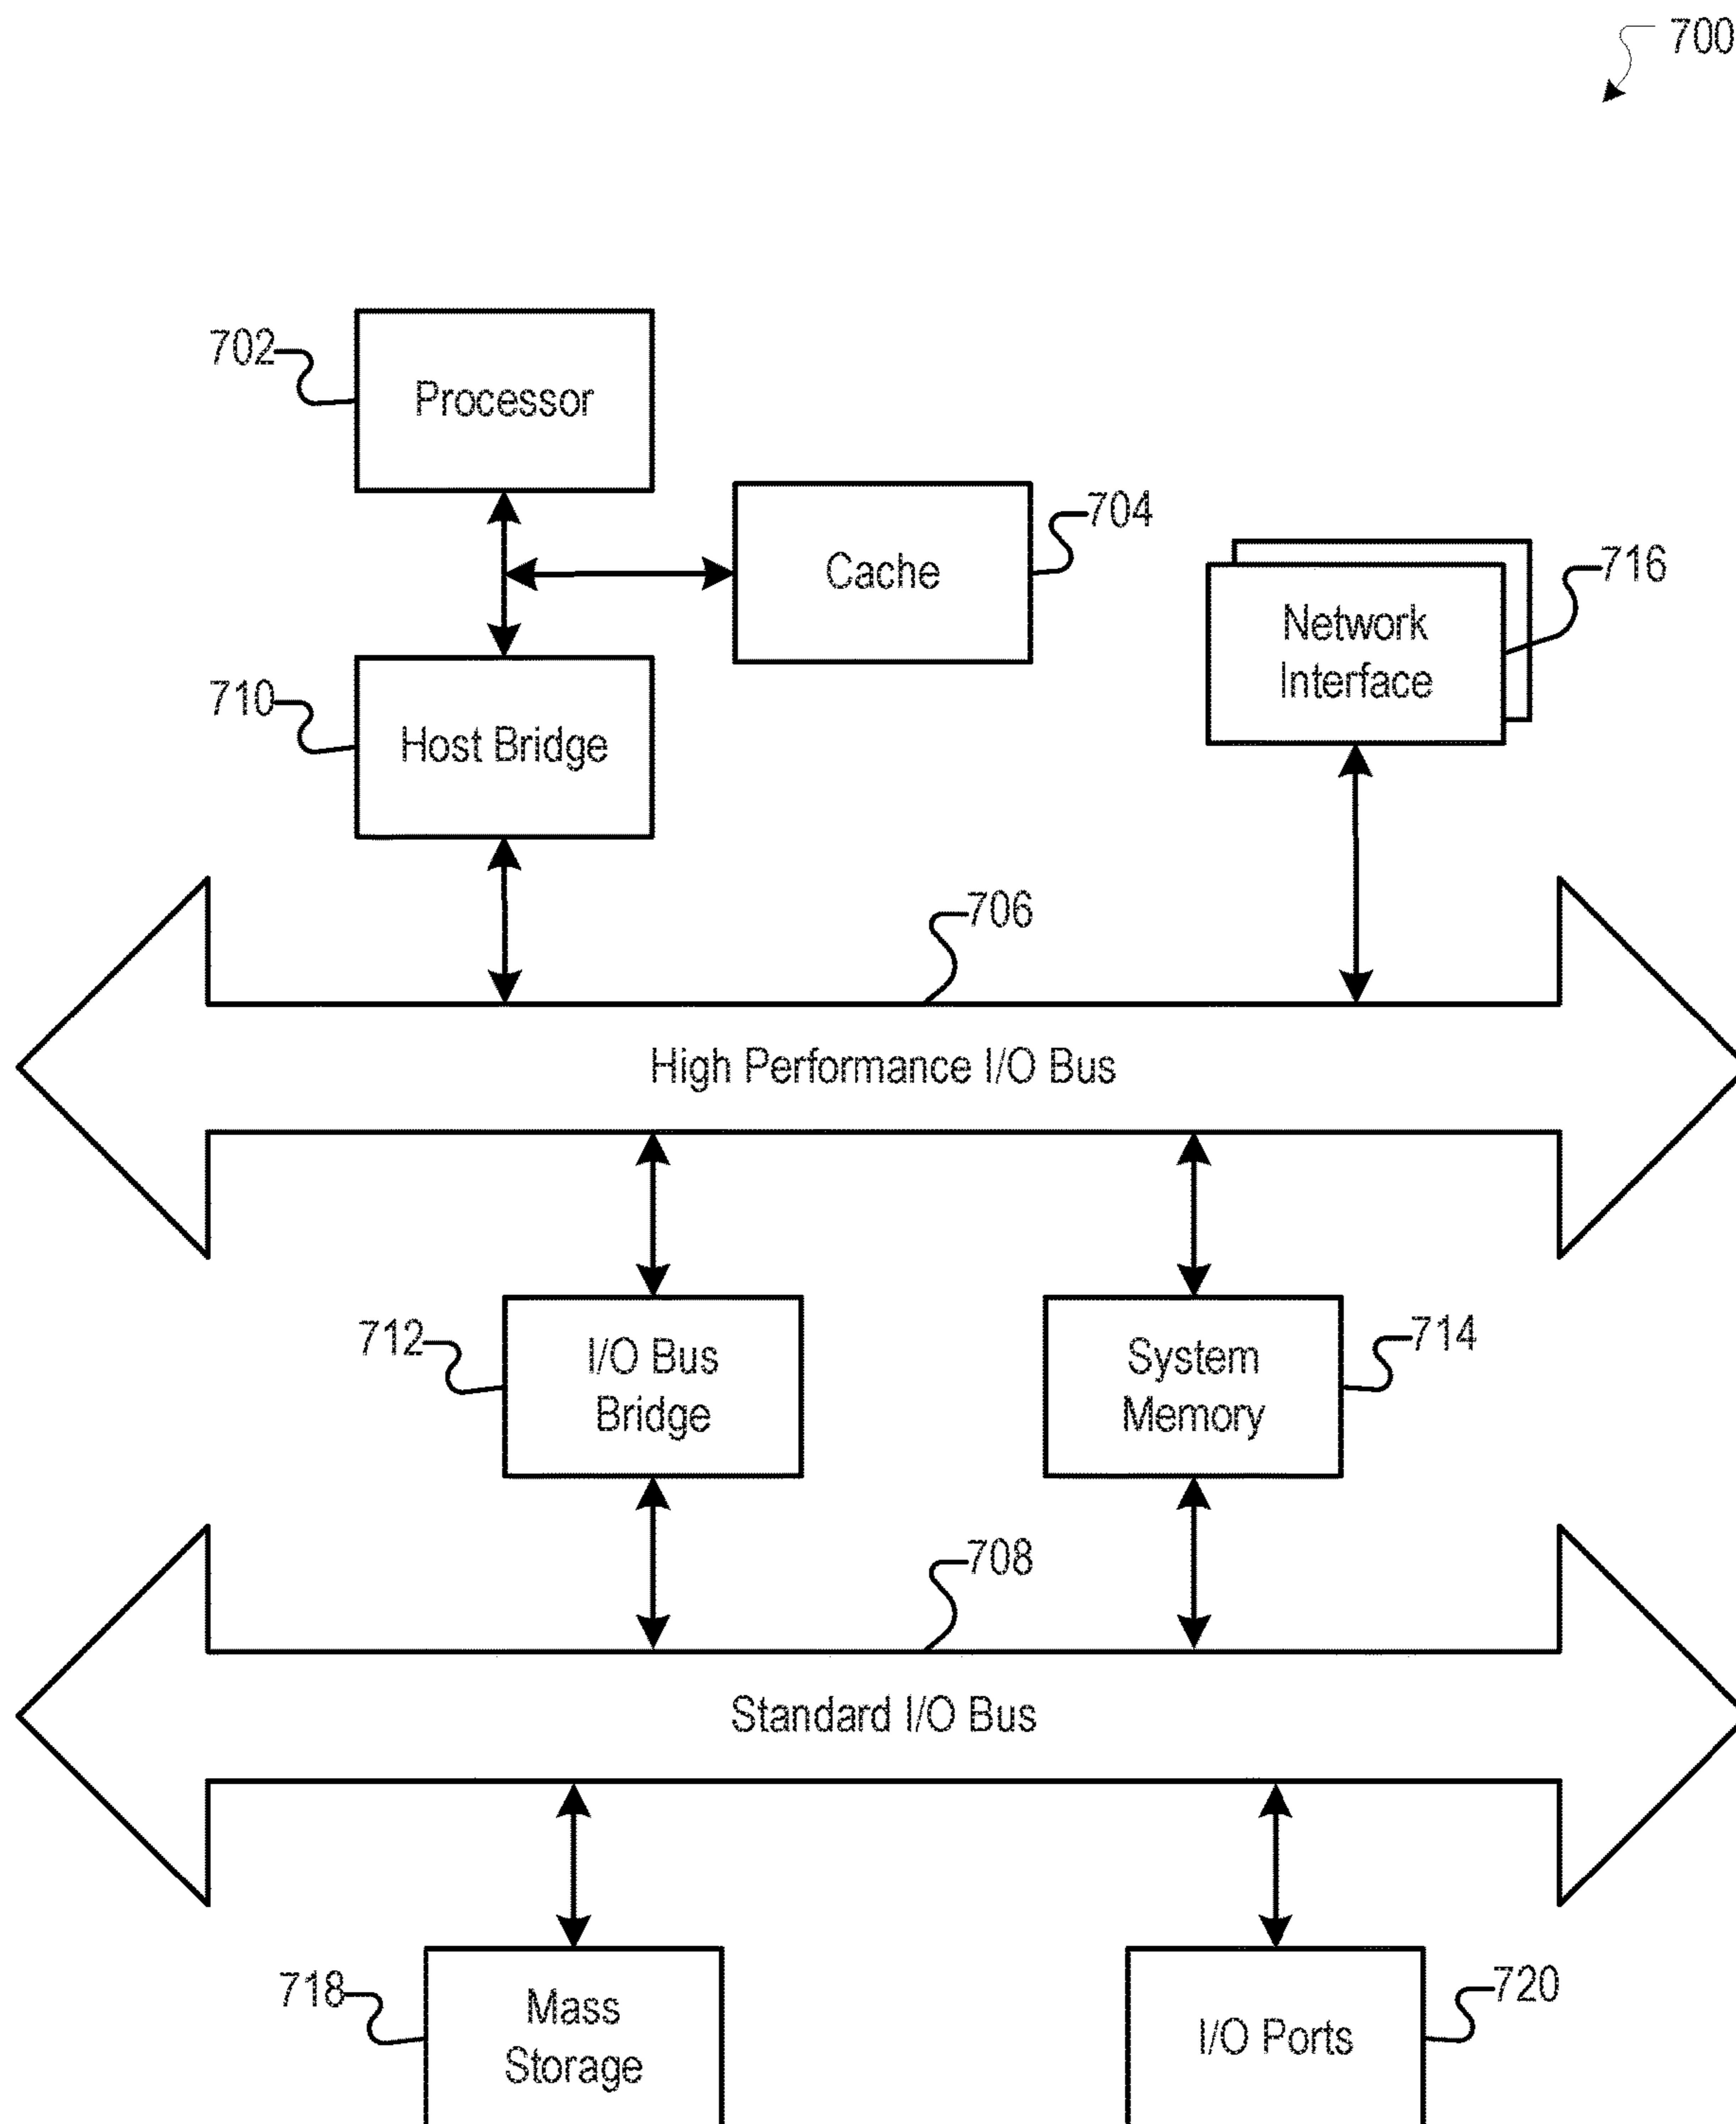 700
702
Processor
704
Cache
716
Network
Interface
710
Host Bridge
706
High Performance I/O Bus
712
I/O Bus
Bridge
714
System
Memory
708
Standard I/O Bus
718
Mass
Storage
720
I/O Ports